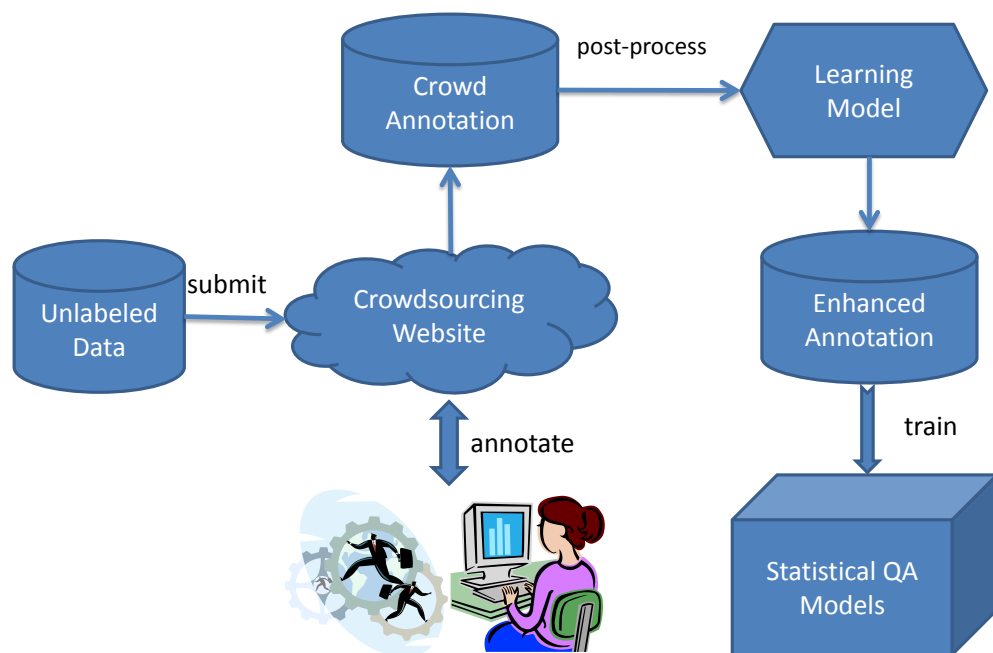 post-process
Crowd
Annotation
Learning
Model
submit
Unlabeled
Data
Crowdsourcing
Website
Enhanced
Annotation
annotate
train
Statistical QA
Models